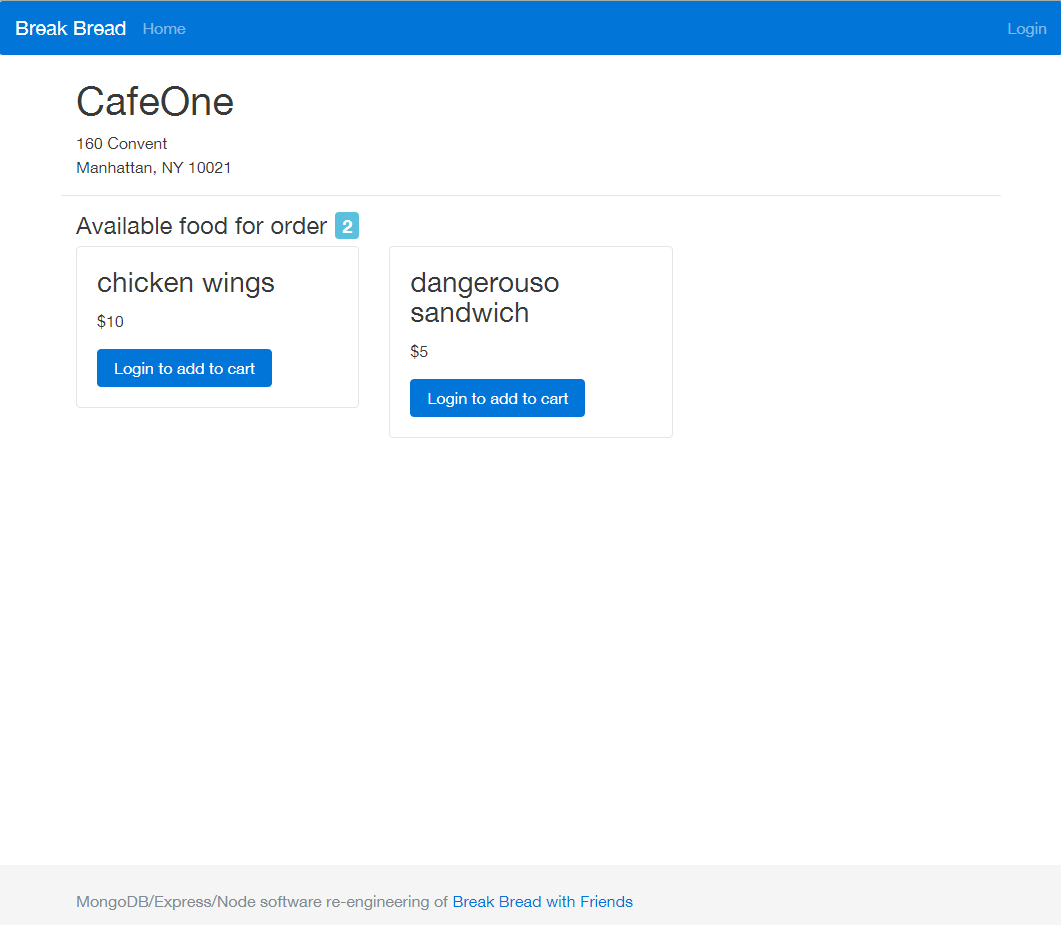 Break Bread Home Login
CafeOne
160 Convent
Manhattan, NY 10021
Available food for order 2
chicken wings
$10
Login to add to cart
dangerouso
sandwich
$5
Login to add to cart
MongoDB/Express/Node software re-engineering of Break Bread with Friends